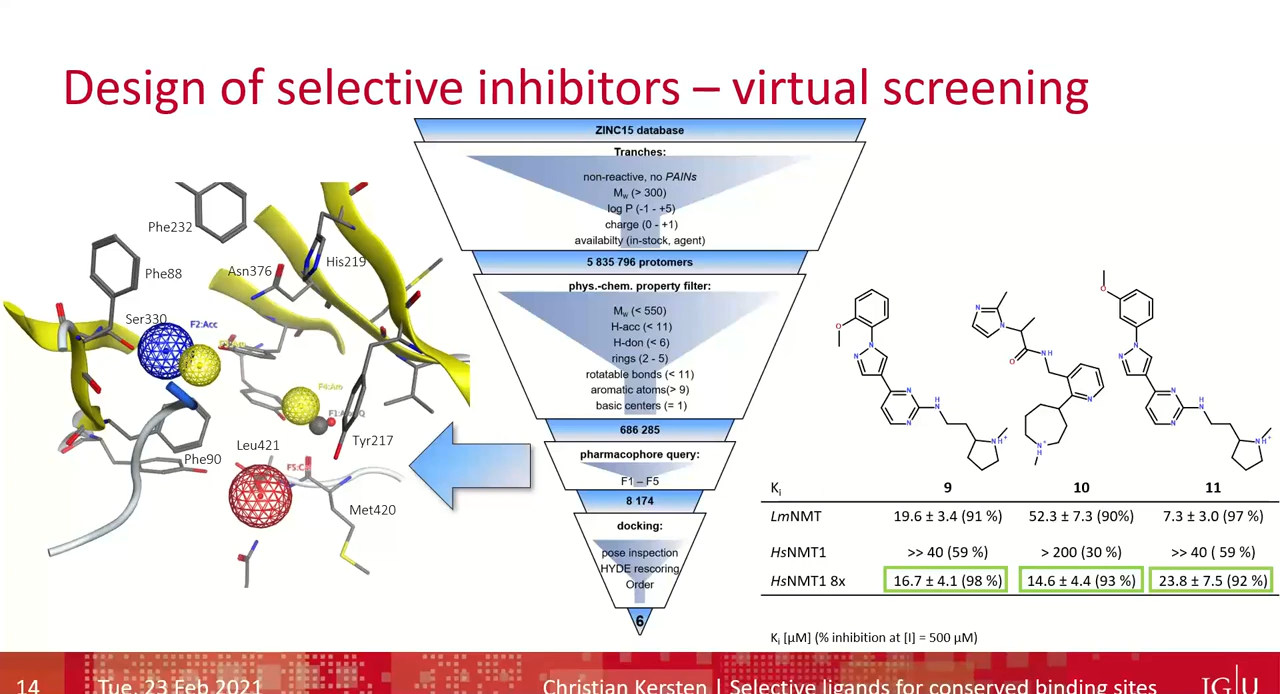 Design of selective inhibitors – virtual screening
ZINC15 database
Tranches:
non-reactive, no PAINs
Mw (> 300)
log P (-1 - +5)
charge (0 - +1)
availabilty (in-stock, agent)
5 835 796 protomers
phys.-chem. property filter:
Mw (< 550)
H-acc (< 11)
H-don (< 6)
rings (2 - 5)
rotatable bonds (< 11)
aromatic atoms(> 9)
basic centers (= 1)
686 285
pharmacophore query:
F1 – F5
8 174
docking:
pose inspection
HYDE rescoring
Order
6
Phe232
Phe88
Asn376
His219
Ser330
F2:Acc
Tyr217
Leu421
Phe90
Met420
O
N
N
N
N
NH
NH+
N
N
O
NH
N
NH+
O
N
N
N
N
NH
NH+
Ki 9 10 11
LmNMT 19.6 ± 3.4 (91 %) 52.3 ± 7.3 (90%) 7.3 ± 3.0 (97 %)
HsNMT1 >> 40 (59 %) > 200 (30 %) >> 40 ( 59 %)
HsNMT1 8x 16.7 ± 4.1 (98 %) 14.6 ± 4.4 (93 %) 23.8 ± 7.5 (92 %)
Ki [µM] (% inhibition at [I] = 500 µM)
14 Tue, 23 Feb 2021 Christian Kersten | Selective ligands for conserved binding sites JG|U